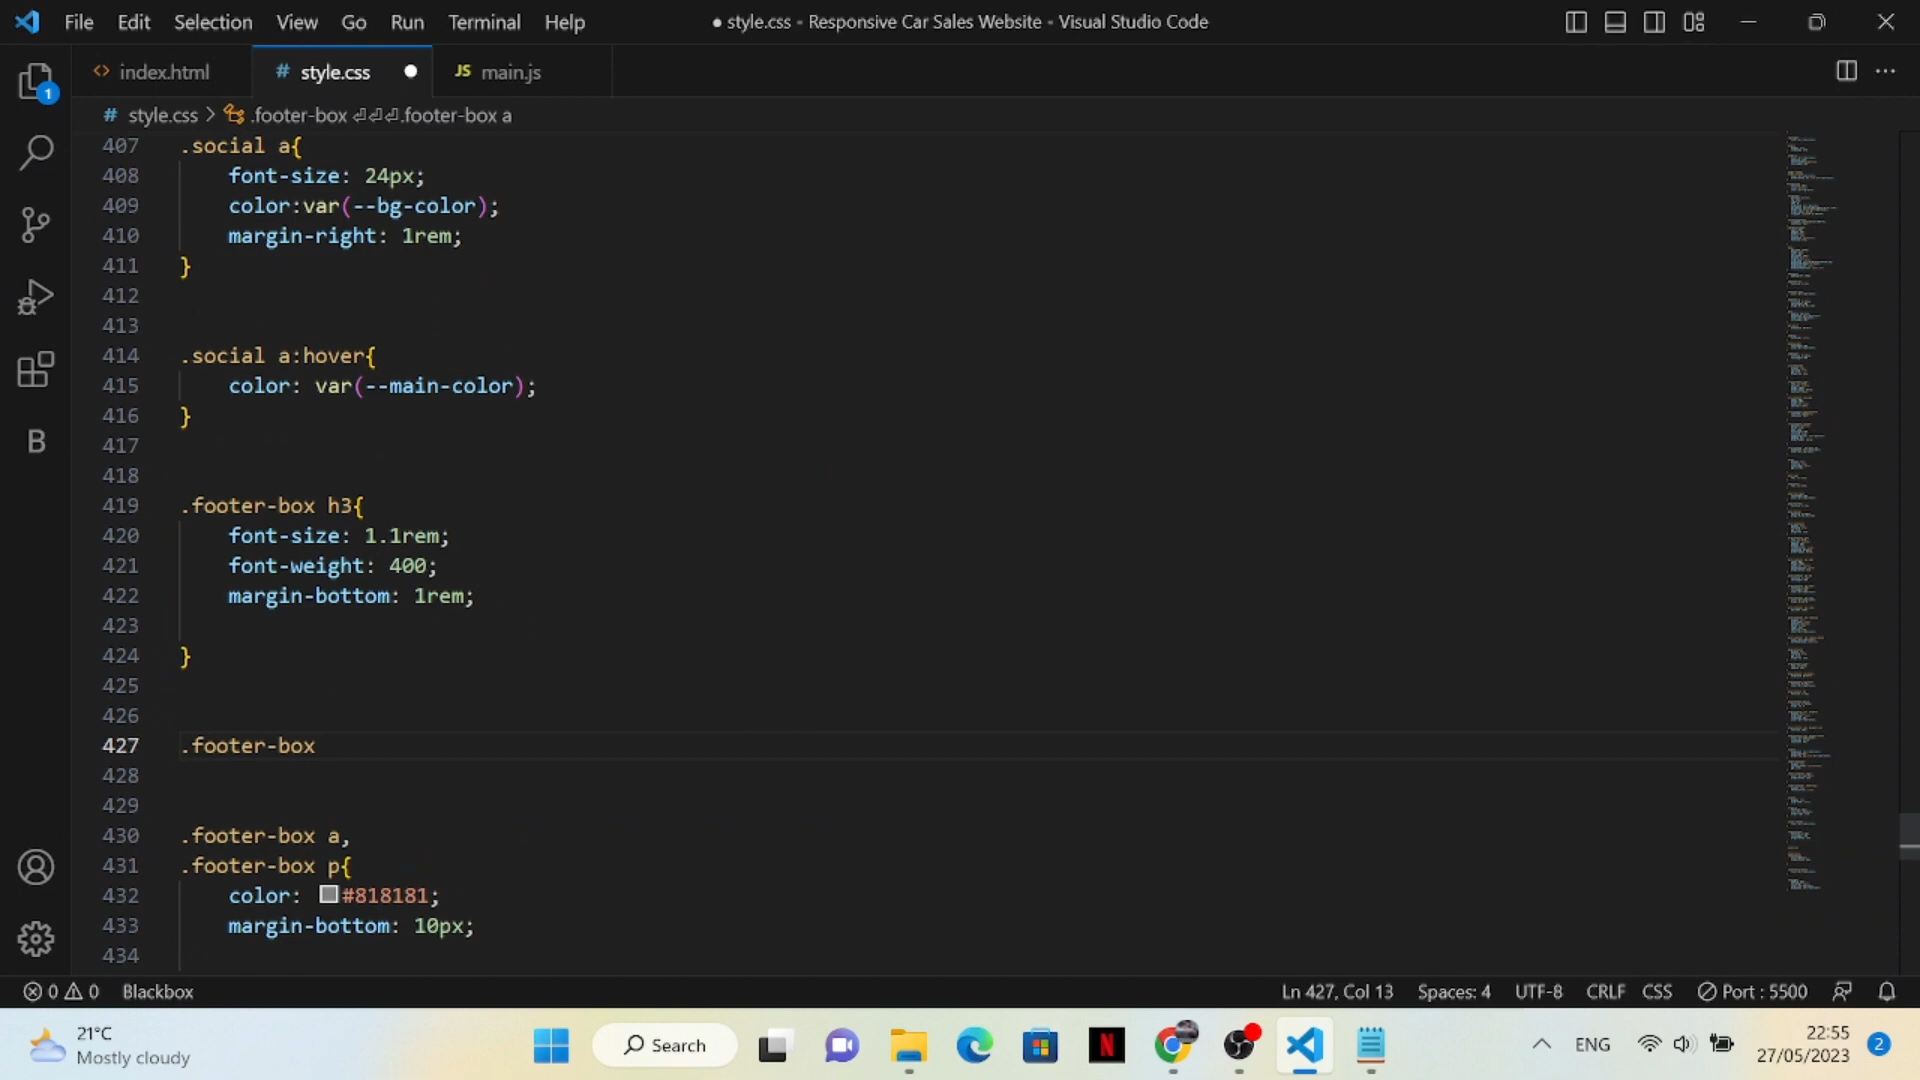 File Edit Selection View Go Run Terminal Help
● style.css - Responsive Car Sales Website - Visual Studio Code
1
<> index.html
# style.css ●
JS main.js
# style.css > .footer-box ⏎⏎⏎.footer-box a
407 .social a{
408 font-size: 24px;
409 color:var(--bg-color);
410 margin-right: 1rem;
411 }
412
413
414 .social a:hover{
415 color: var(--main-color);
416 }
417
418
419 .footer-box h3{
420 font-size: 1.1rem;
421 font-weight: 400;
422 margin-bottom: 1rem;
423
424 }
425
426
427 .footer-box
428
429
430 .footer-box a,
431 .footer-box p{
432 color: #818181;
433 margin-bottom: 10px;
434
B
0 0 Blackbox Ln 427, Col 13 Spaces: 4 UTF-8 CRLF CSS Port : 5500
21°C
Mostly cloudy
Search
N
ENG
22:55
27/05/2023
2